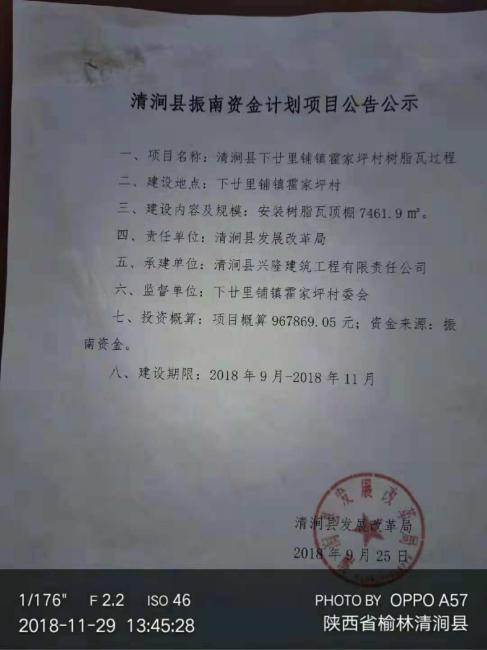 清涧县振南资金计划项目公告公示
一、项目名称：清涧县下廿里铺镇霍家坪村树脂瓦过程
二、建设地点：下廿里铺镇霍家坪村
三、建设内容及规模：安装树脂瓦顶棚 7461.9 ㎡。
四、责任单位：清涧县发展改革局
五、承建单位：清涧县兴隆建筑工程有限责任公司
六、监督单位：下廿里铺镇霍家坪村委会
七、投资概算：项目概算 967869.05 元；资金来源：振
南资金。
八、建设期限：2018 年 9 月-2018 年 11 月
清涧县发展改革局
清涧县发展改革局
2018 年 9 月 25 日
1/176" F 2.2 ISO 46 PHOTO BY OPPO A57
2018-11-29 13:45:28 陕西省榆林清涧县